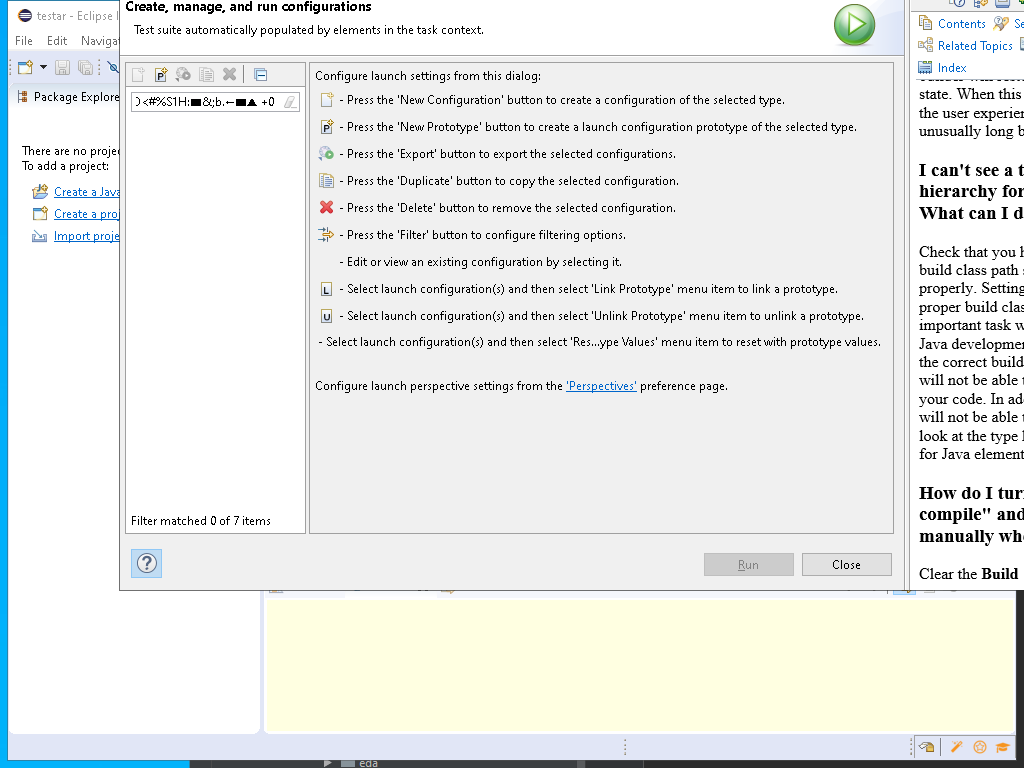 testar - Eclipse I
File Edit Naviga
Package Explore
There are no proje
To add a project:
Create a Java
Create a proj
Import proje
Create, manage, and run configurations
Test suite automatically populated by elements in the task context.
Filter matched 0 of 7 items
Configure launch settings from this dialog:
- Press the 'New Configuration' button to create a configuration of the selected type.
- Press the 'New Prototype' button to create a launch configuration prototype of the selected type.
- Press the 'Export' button to export the selected configurations.
- Press the 'Duplicate' button to copy the selected configuration.
- Press the 'Delete' button to remove the selected configuration.
- Press the 'Filter' button to configure filtering options.
- Edit or view an existing configuration by selecting it.
- Select launch configuration(s) and then select 'Link Prototype' menu item to link a prototype.
- Select launch configuration(s) and then select 'Unlink Prototype' menu item to unlink a prototype.
- Select launch configuration(s) and then select 'Res...ype Values' menu item to reset with prototype values.
Configure launch perspective settings from the 'Perspectives' preference page.
Run Close
Contents Se
Related Topics
Index
state. When this
the user experien
unusually long b
I can't see a t
hierarchy for
What can I d
Check that you h
build class path s
properly. Setting
proper build clas
important task w
Java developmen
the correct build
will not be able t
your code. In add
will not be able t
look at the type h
for Java element
How do I turn
compile" and
manually whe
Clear the Build
eda